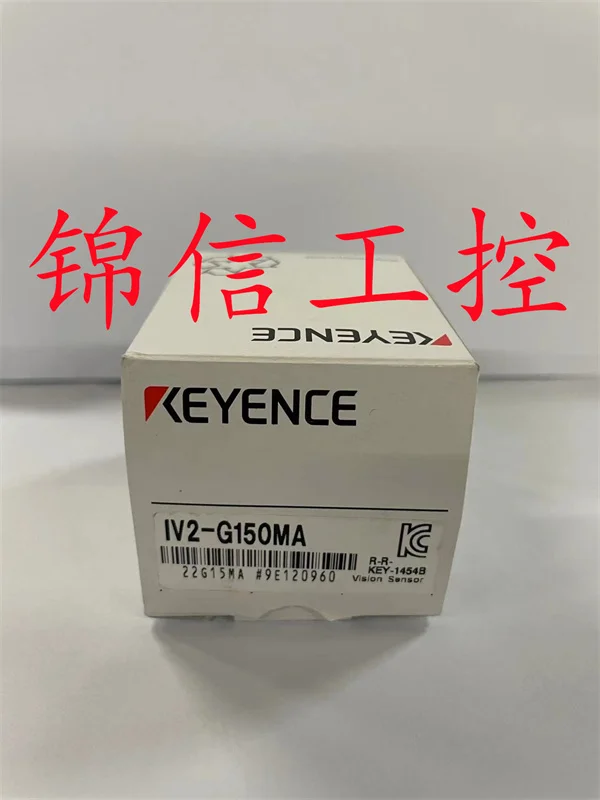 锦信工控
KEYENCE
KEYENCE
IV2-G150MA
22G15MA #9E120960
R-R-
KEY-1454B
Vision Sensor